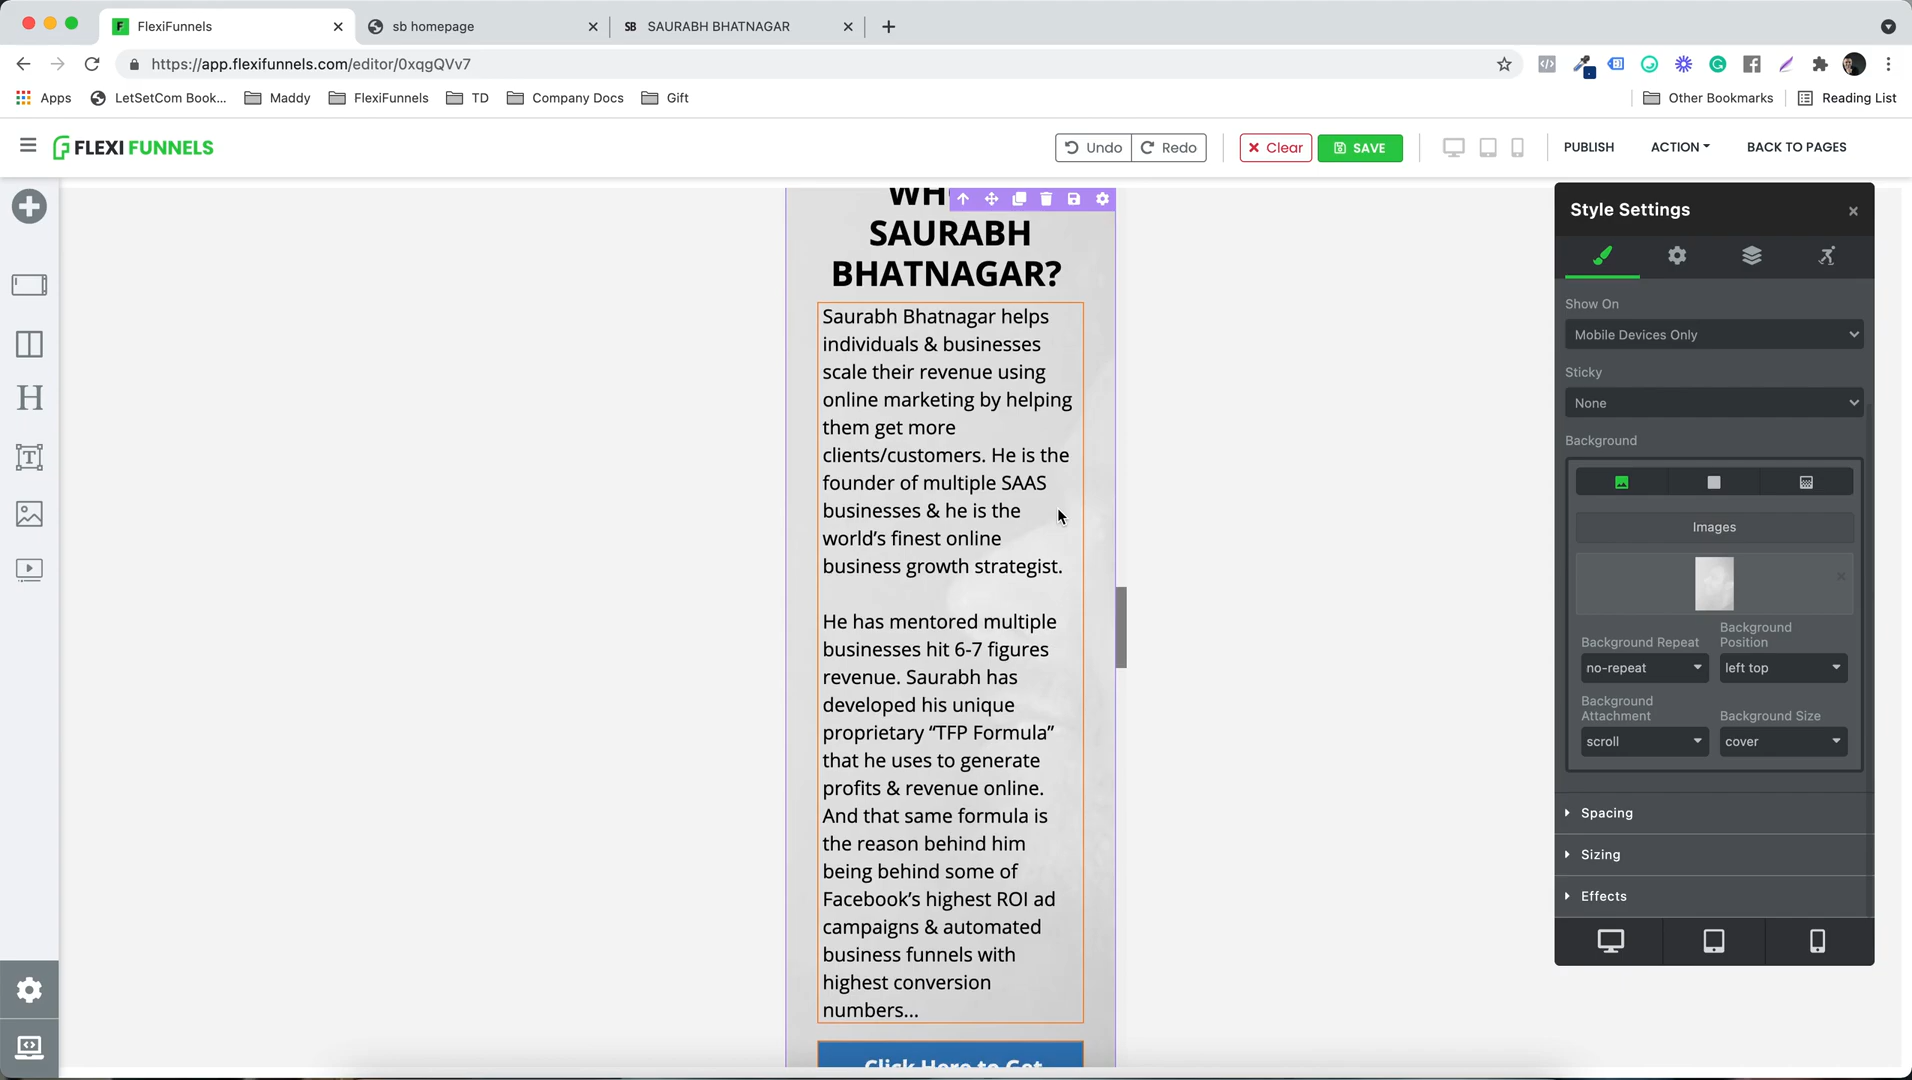 FlexiFunnels
sb homepage
SB SAURABH BHATNAGAR
https://app.flexifunnels.com/editor/0xqgQVv7
Apps
LetSetCom Book...
Maddy
FlexiFunnels
TD
Company Docs
Gift
Other Bookmarks
Reading List
FLEXI FUNNELS
Undo
Redo
Clear
SAVE
PUBLISH
ACTION
BACK TO PAGES
SAURABH
BHATNAGAR?
Saurabh Bhatnagar helps
individuals & businesses
scale their revenue using
online marketing by helping
them get more
clients/customers. He is the
founder of multiple SAAS
businesses & he is the
world’s finest online
business growth strategist.
He has mentored multiple
businesses hit 6-7 figures
revenue. Saurabh has
developed his unique
proprietary “TFP Formula”
that he uses to generate
profits & revenue online.
And that same formula is
the reason behind him
being behind some of
Facebook’s highest ROI ad
campaigns & automated
business funnels with
highest conversion
numbers...
Click Here to Get
Style Settings
Show On
Mobile Devices Only
Sticky
None
Background
Images
Background Repeat
no-repeat
Background
Position
left top
Background
Attachment
scroll
Background Size
cover
Spacing
Sizing
Effects